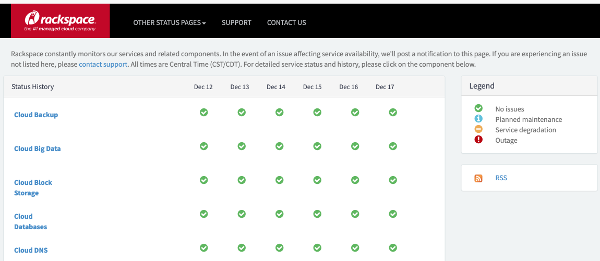 rackspace.
the #1 managed cloud company
OTHER STATUS PAGES
SUPPORT
CONTACT US
Rackspace constantly monitors our services and related components. In the event of an issue affecting service availability, we'll post a notification to this page. If you are experiencing an issue
not listed here, please contact support. All times are Central Time (CST/CDT). For detailed service status and history, please click on the component below.
Status History Dec 12 Dec 13 Dec 14 Dec 15 Dec 16 Dec 17
Cloud Backup
Cloud Big Data
Cloud Block
Storage
Cloud
Databases
Cloud DNS
Legend
No issues
Planned maintenance
Service degradation
Outage
RSS